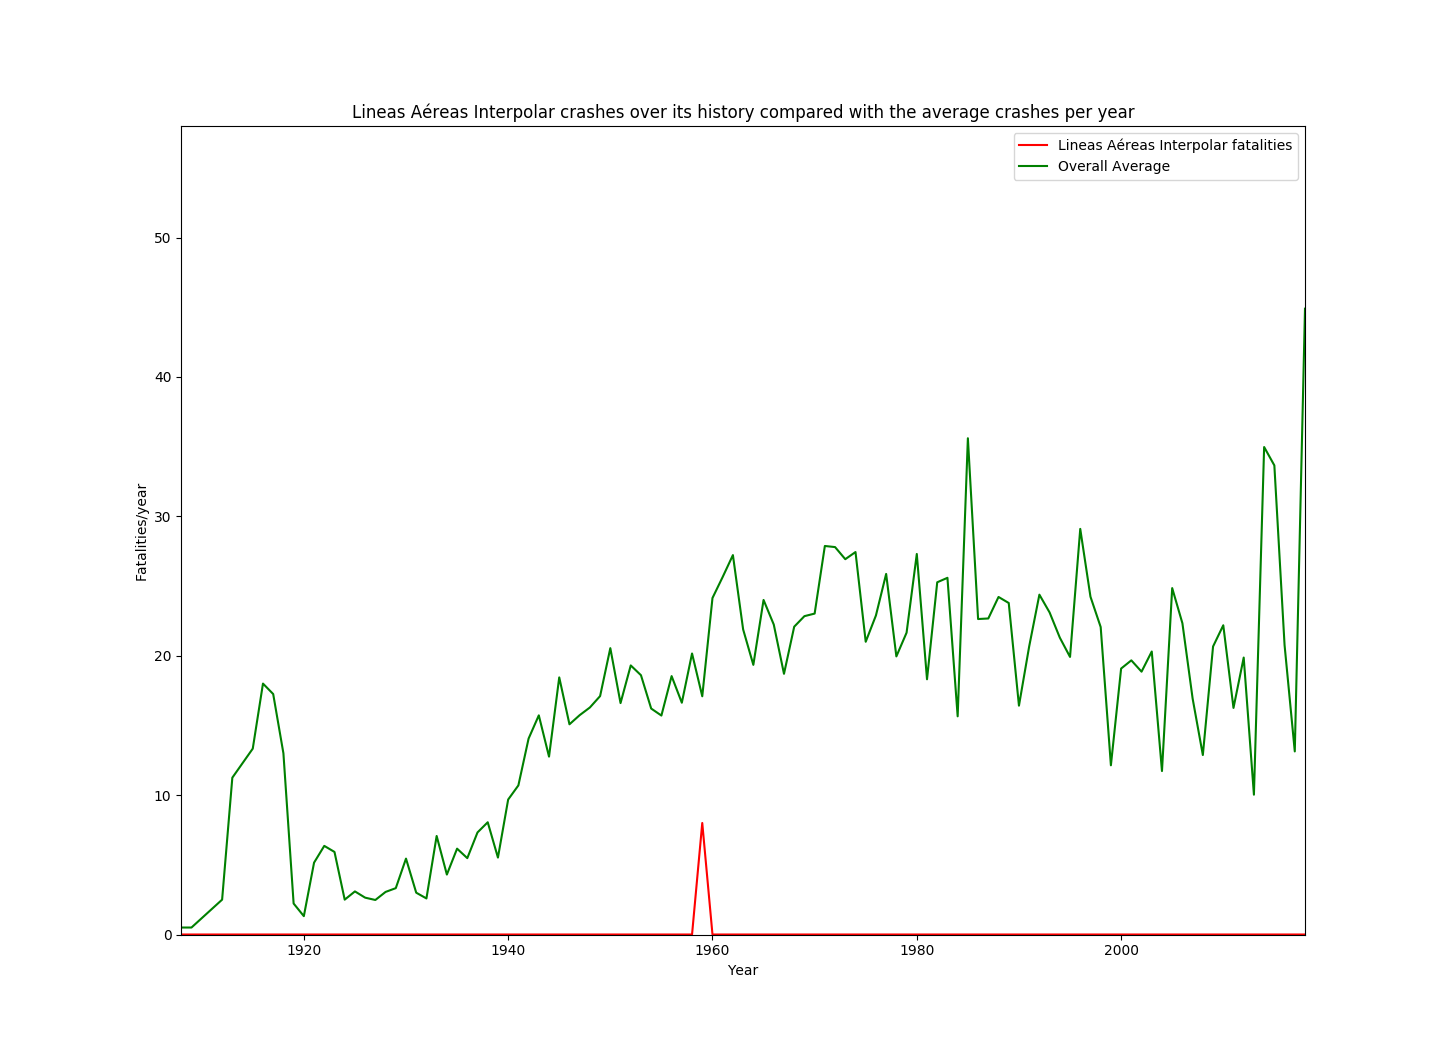 Lineas Aéreas Interpolar crashes over its history compared with the average crashes per year
Lineas Aéreas Interpolar fatalities
Overall Average
Fatalities/year
50
40
30
20
10
0
1920 1940 1960 1980 2000
Year